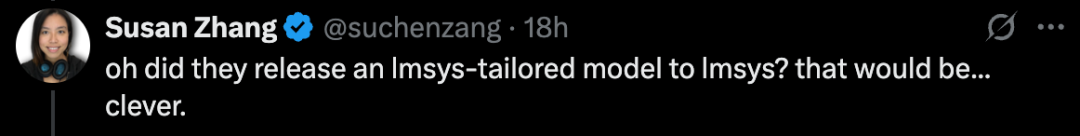 Susan Zhang @suchenzang · 18h
oh did they release an lmsys-tailored model to lmsys? that would be...
clever.